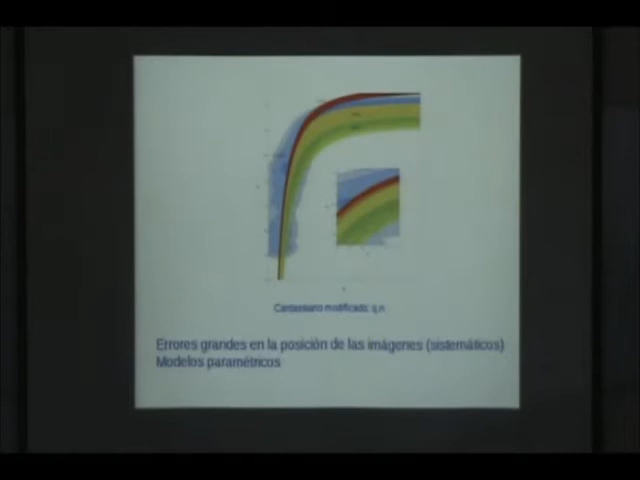 Cardassiano modificado: q,n
Errores grandes en la posición de las imágenes (sistemáticos)
Modelos paramétricos